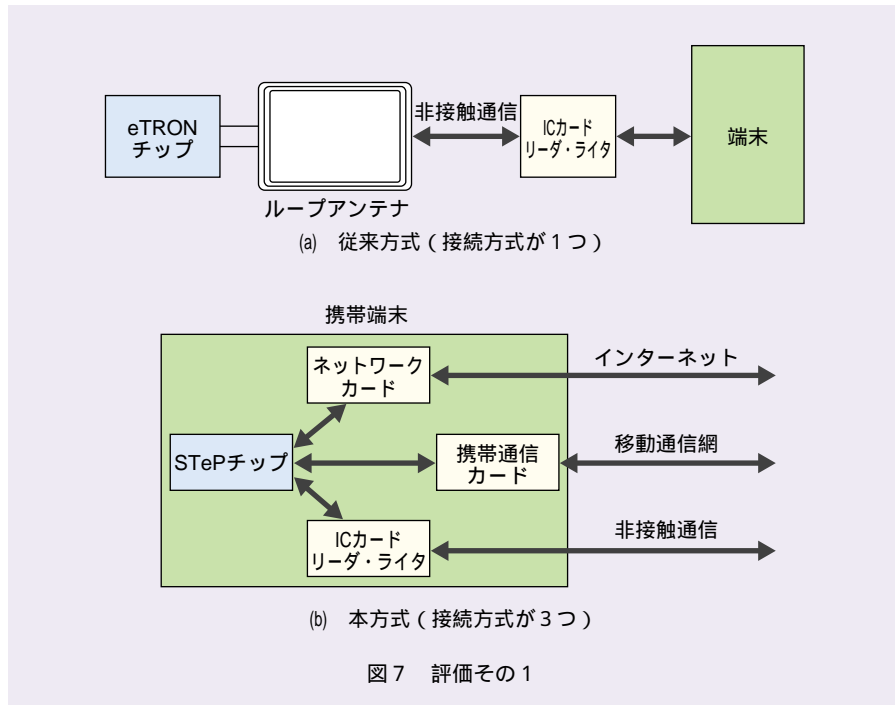 eTRON
チップ
ループアンテナ
非接触通信
ICカード
リーダ・ライタ
端末
(a) 従来方式(接続方式が1つ)
携帯端末
ネットワーク
カード
インターネット
STePチップ
携帯通信
カード
移動通信網
ICカード
リーダ・ライタ
非接触通信
(b) 本方式(接続方式が3つ)
図7 評価その1